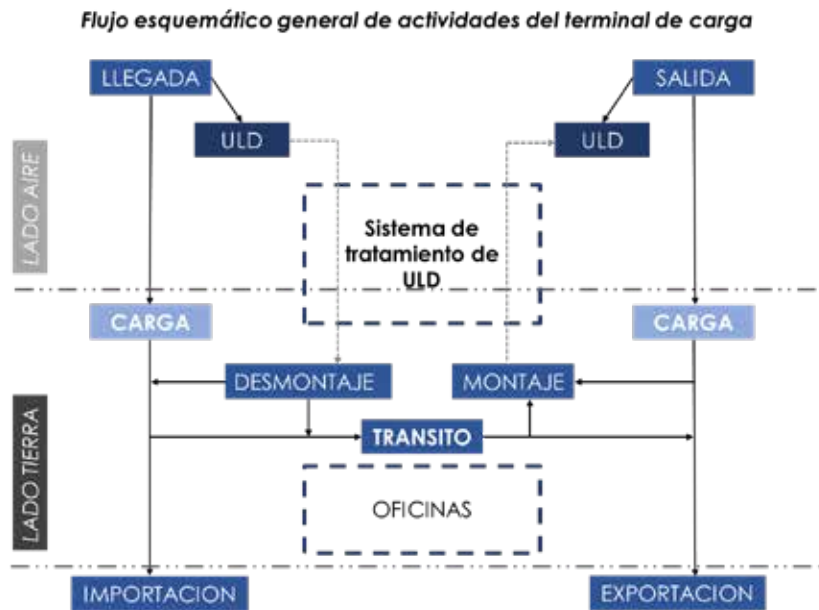 Flujo esquemático general de actividades del terminal de carga
LLEGADA
SALIDA
ULD
ULD
LADO AIRE
Sistema de
tratamiento de
ULD
CARGA
CARGA
DESMONTAJE
MONTAJE
TRANSITO
LADO TIERRA
OFICINAS
IMPORTACION
EXPORTACION